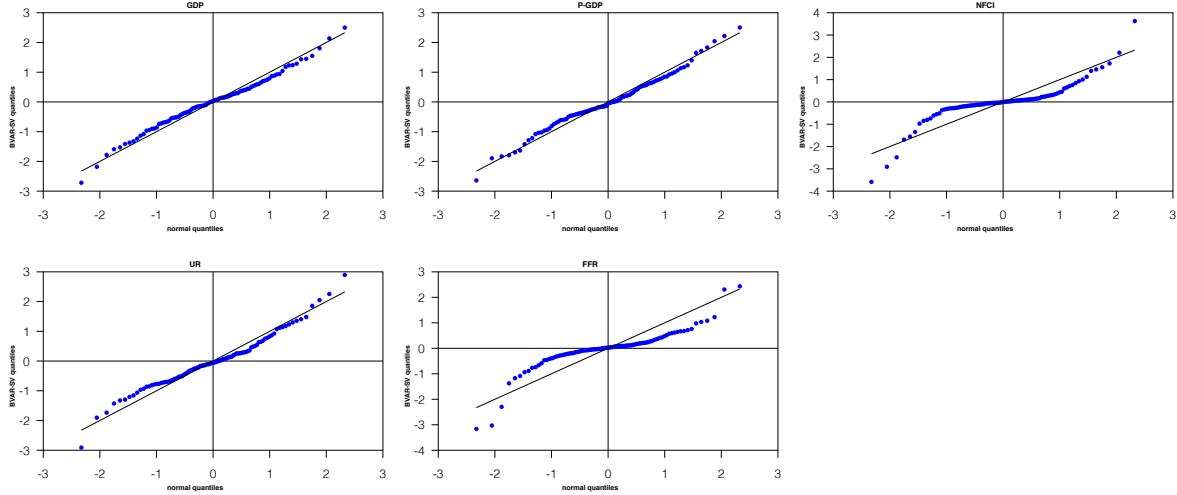 GDP
3
2
1
0
-1
-2
-3
BVAR-SV quantiles
-3 -2 -1 0 1 2 3
normal quantiles
P-GDP
3
2
1
0
-1
-2
-3
BVAR-SV quantiles
-3 -2 -1 0 1 2 3
normal quantiles
NFCI
4
3
2
1
0
-1
-2
-3
-4
BVAR-SV quantiles
-3 -2 -1 0 1 2 3
normal quantiles
UR
3
2
1
0
-1
-2
-3
BVAR-SV quantiles
-3 -2 -1 0 1 2 3
normal quantiles
FFR
3
2
1
0
-1
-2
-3
-4
BVAR-SV quantiles
-3 -2 -1 0 1 2 3
normal quantiles